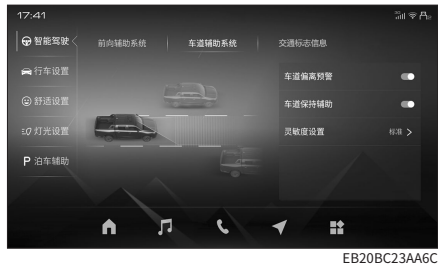 17:41
智能驾驶
前向辅助系统
车道辅助系统
交通标志信息
行车设置
车道偏离预警
舒适设置
车道保持辅助
灯光设置
灵敏度设置
标准
P 泊车辅助
EB20BC23AA6C